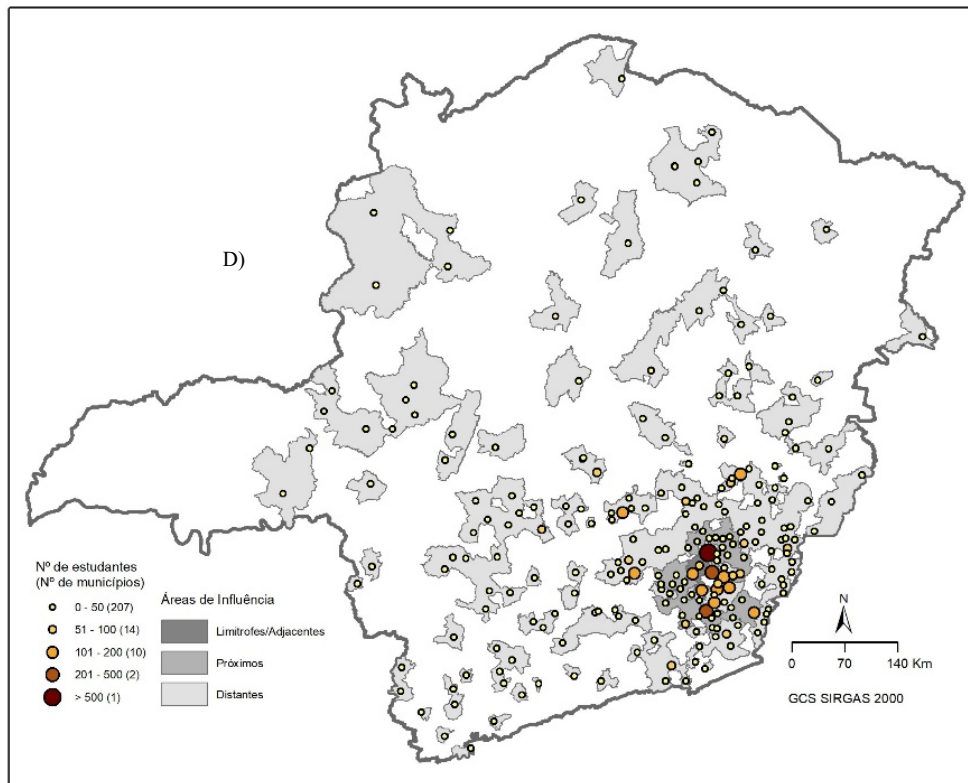 D)
Nº de estudantes
(Nº de municípios)
0 - 50 (207)
51 - 100 (14)
101 - 200 (10)
201 - 500 (2)
> 500 (1)
Áreas de Influência
Limitrofes/Adjacentes
Próximos
Distantes
N
0 70 140 Km
GCS SIRGAS 2000